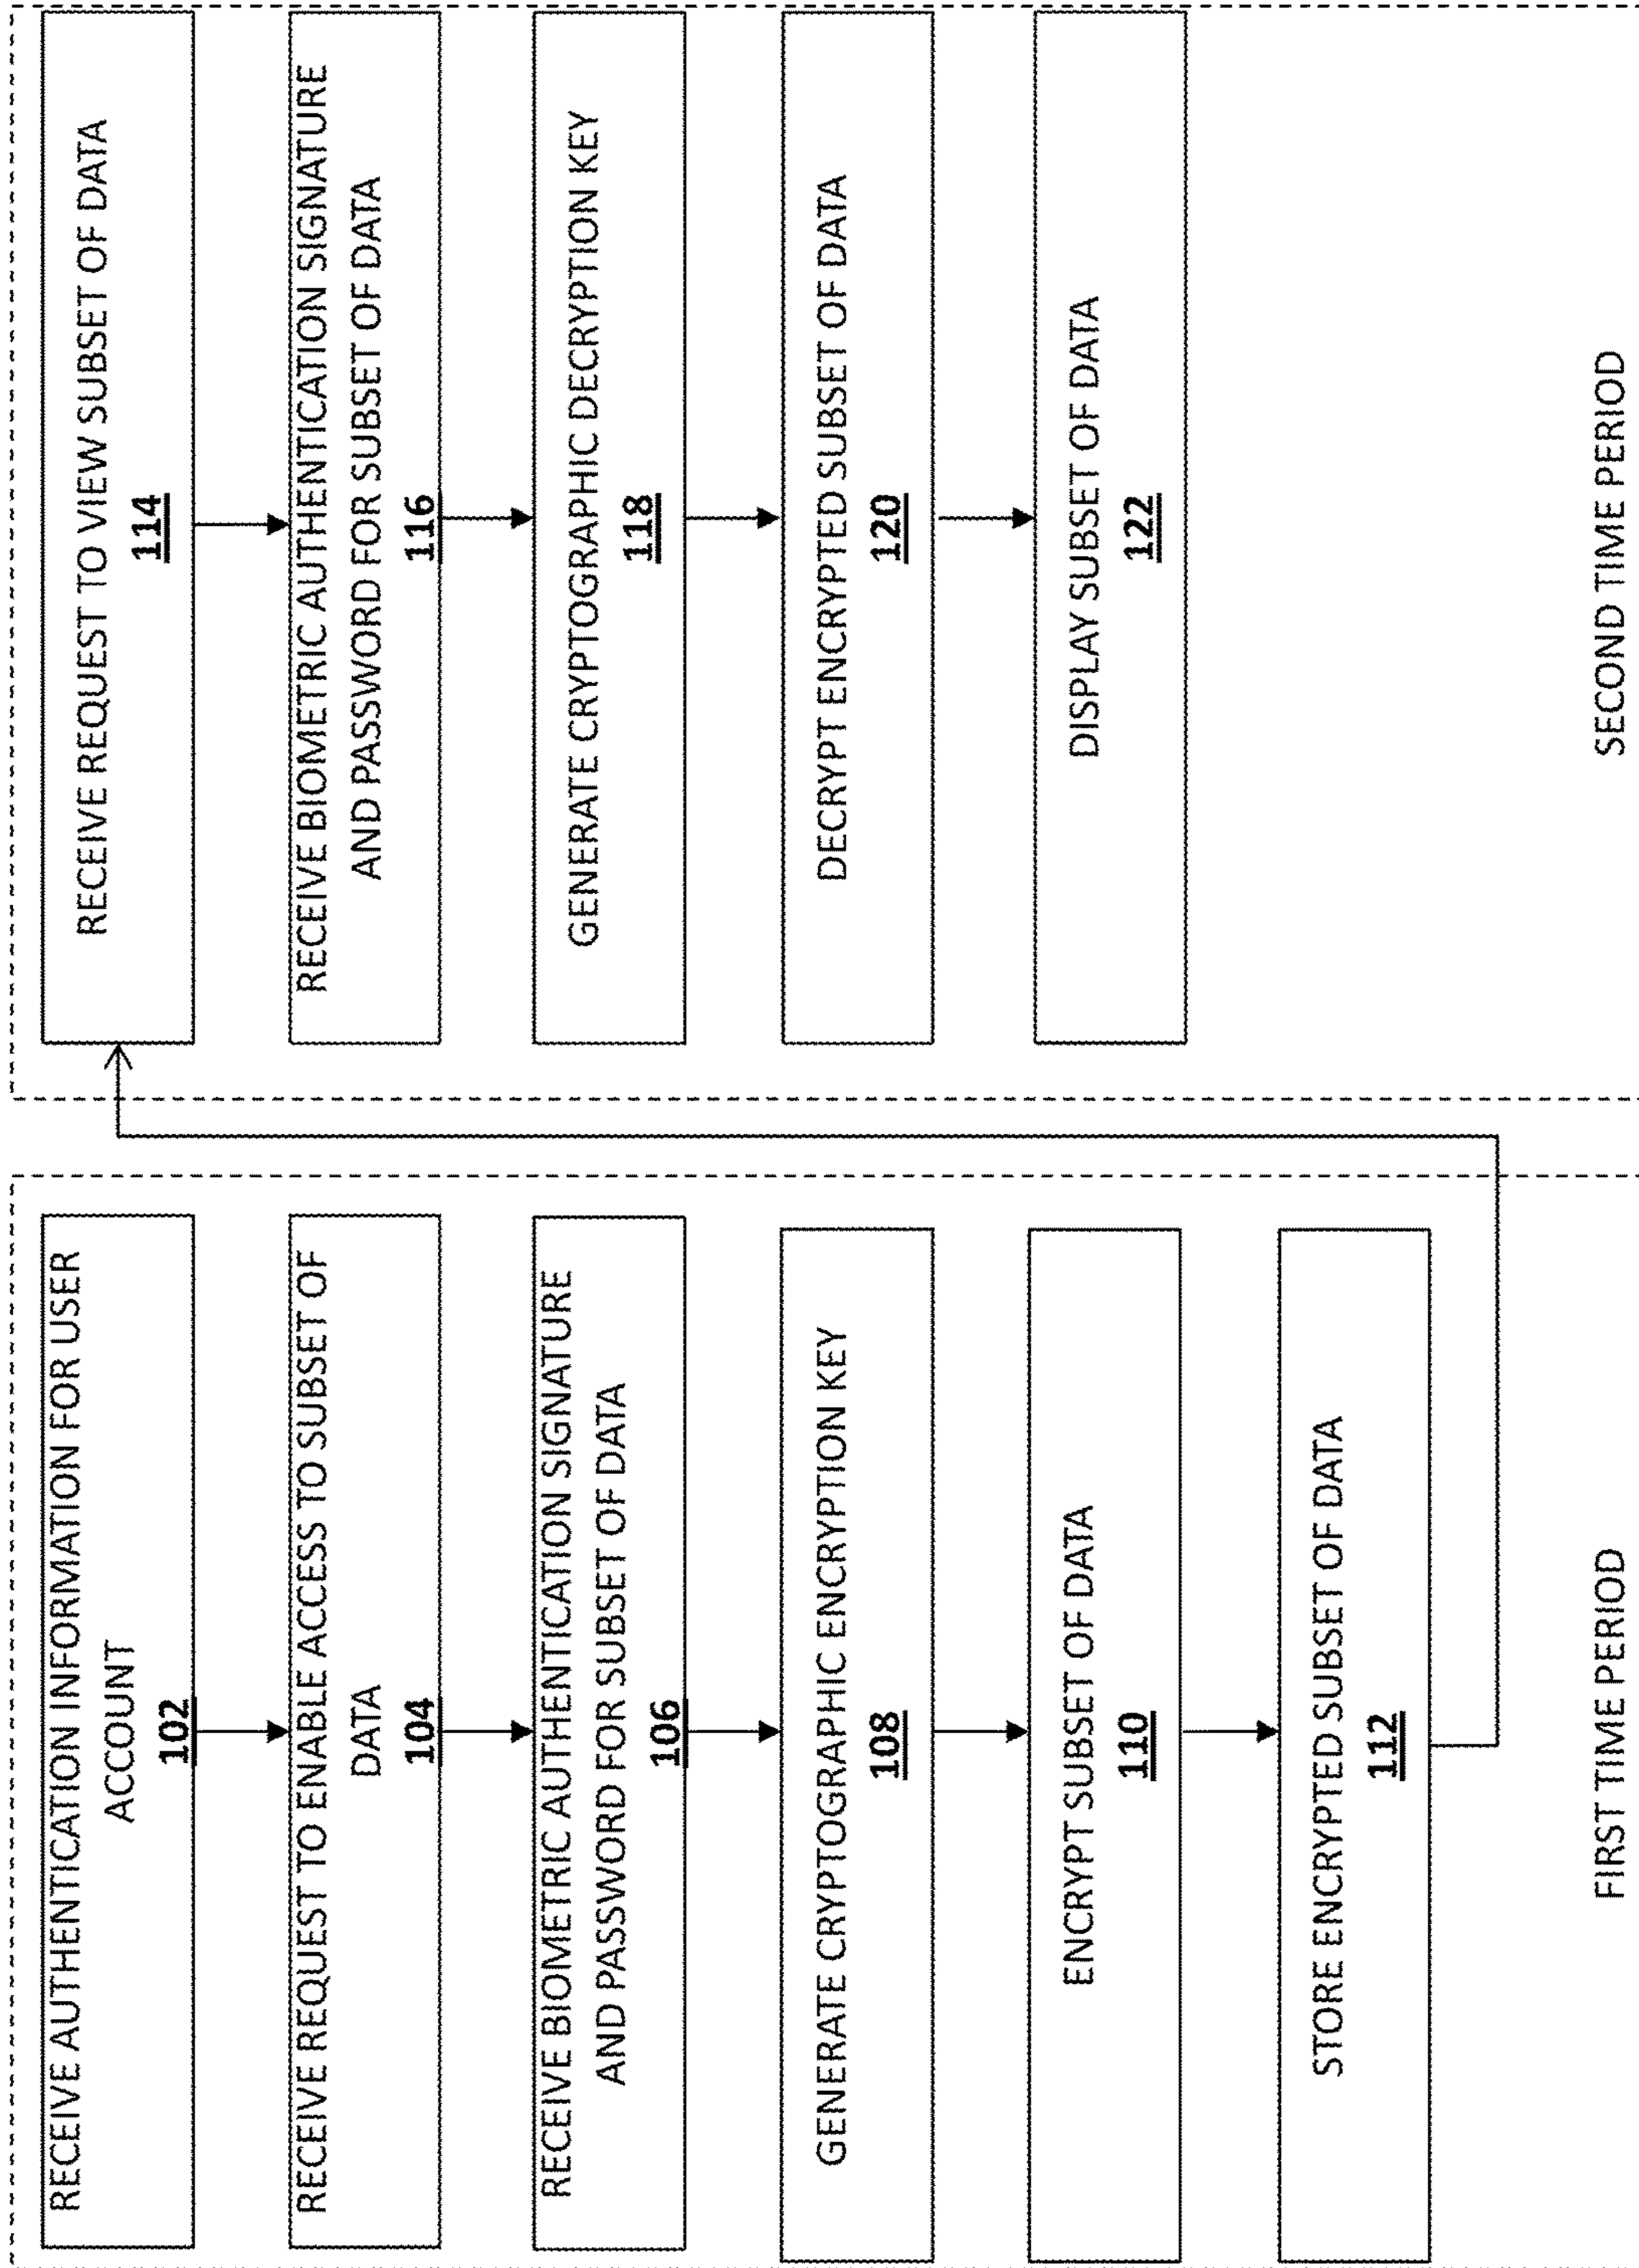 RECEIVE AUTHENTICATION INFORMATION FOR USER
ACCOUNT
102
RECEIVE REQUEST TO ENABLE ACCESS TO SUBSET OF
DATA
104
RECEIVE BIOMETRIC AUTHENTICATION SIGNATURE
AND PASSWORD FOR SUBSET OF DATA
106
GENERATE CRYPTOGRAPHIC ENCRYPTION KEY
108
ENCRYPT SUBSET OF DATA
110
STORE ENCRYPTED SUBSET OF DATA
112
FIRST TIME PERIOD
RECEIVE REQUEST TO VIEW SUBSET OF DATA
114
RECEIVE BIOMETRIC AUTHENTICATION SIGNATURE
AND PASSWORD FOR SUBSET OF DATA
116
GENERATE CRYPTOGRAPHIC DECRYPTION KEY
118
DECRYPT ENCRYPTED SUBSET OF DATA
120
DISPLAY SUBSET OF DATA
122
SECOND TIME PERIOD